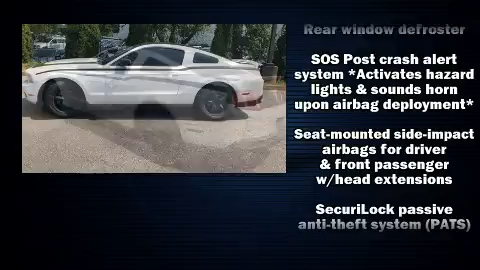 Rear window defroster
SOS Post crash alert
system *Activates hazard
lights & sounds horn
upon airbag deployment*
Seat-mounted side-impact
airbags for driver
& front passenger
w/head extensions
SecuriLock passive
anti-theft system (PATS)